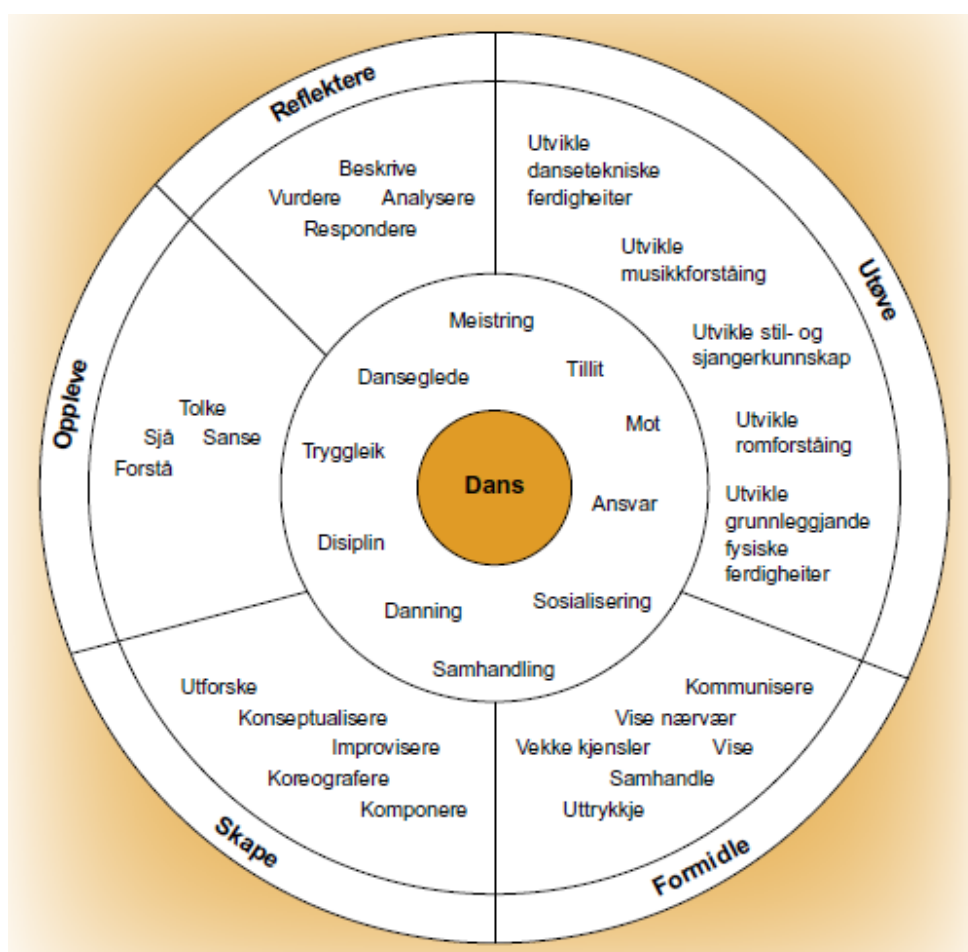 Reflektere
Beskrive
Vurdere Analysere
Respondere
Utøve
Utvikle
dansetekniske
ferdigheiter
Utvikle
musikkforståing
Utvikle stil- og
sjangerkunnskap
Utvikle
romforståing
Utvikle
grunnleggjande
fysiske
ferdigheiter
Oppleve
Tolke
Sjå Sanse
Forstå
Meistring
Danseglede
Tillit
Mot
Tryggleik
Dans
Ansvar
Disiplin
Danning
Sosialisering
Samhandling
Skape
Utforske
Konseptualisere
Improvisere
Koreografere
Komponere
Formidle
Kommunisere
Vise nærvær
Vekke kjensler Vise
Samhandle
Uttrykkje